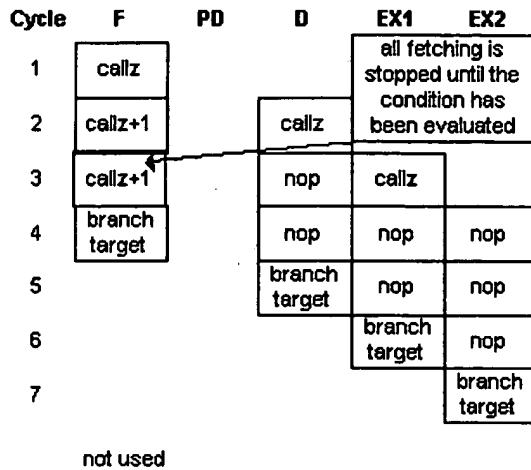 Cycle F PD D EX1 EX2
all fetching is
stopped until the
condition has
been evaluated
1 callz
2 callz+1 callz
3 callz+1 nop callz
branch
target
4 nop nop nop
5 branch
target
nop nop
6 branch
target
nop
7 branch
target
not used